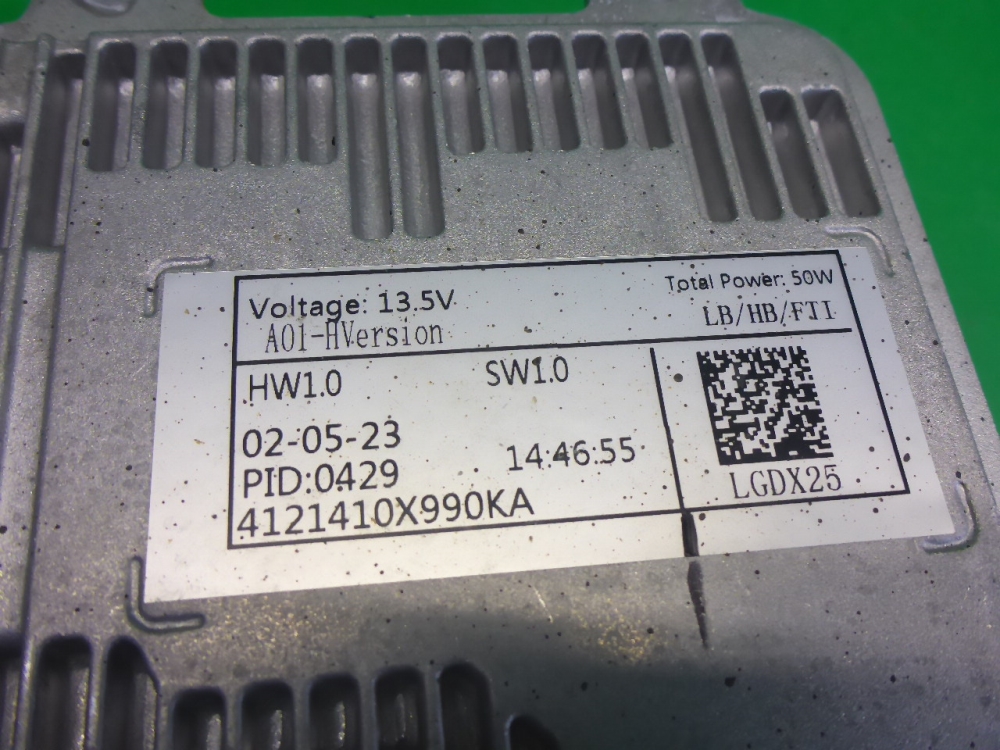 Voltage: 13.5V
Total Power: 50W
A01-HVersion
LB/HB/FTI
HW1.0
SW1.0
02-05-23
14:46:55
PID:0429
4121410X990KA
LGDX25